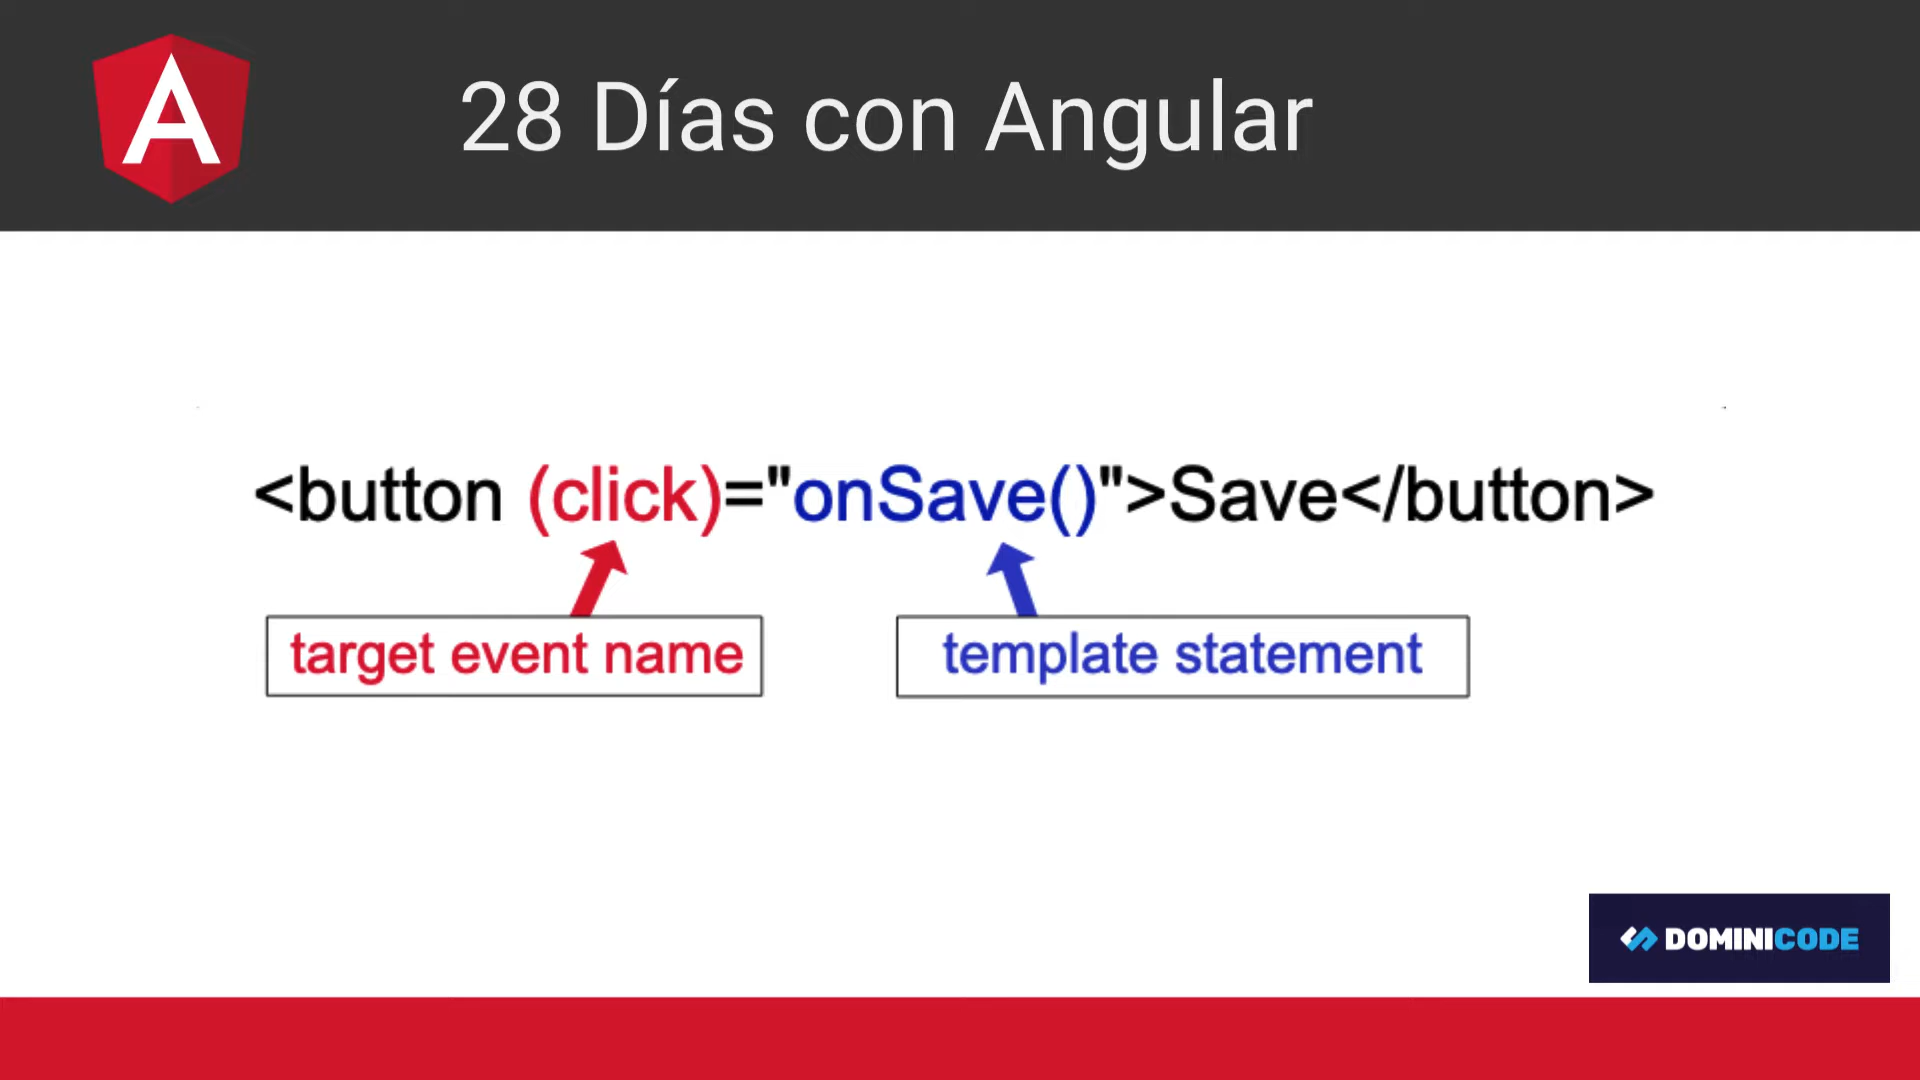 A
28 Días con Angular
<button (click)="onSave()">Save</button>
target event name
template statement
DOMINICODE